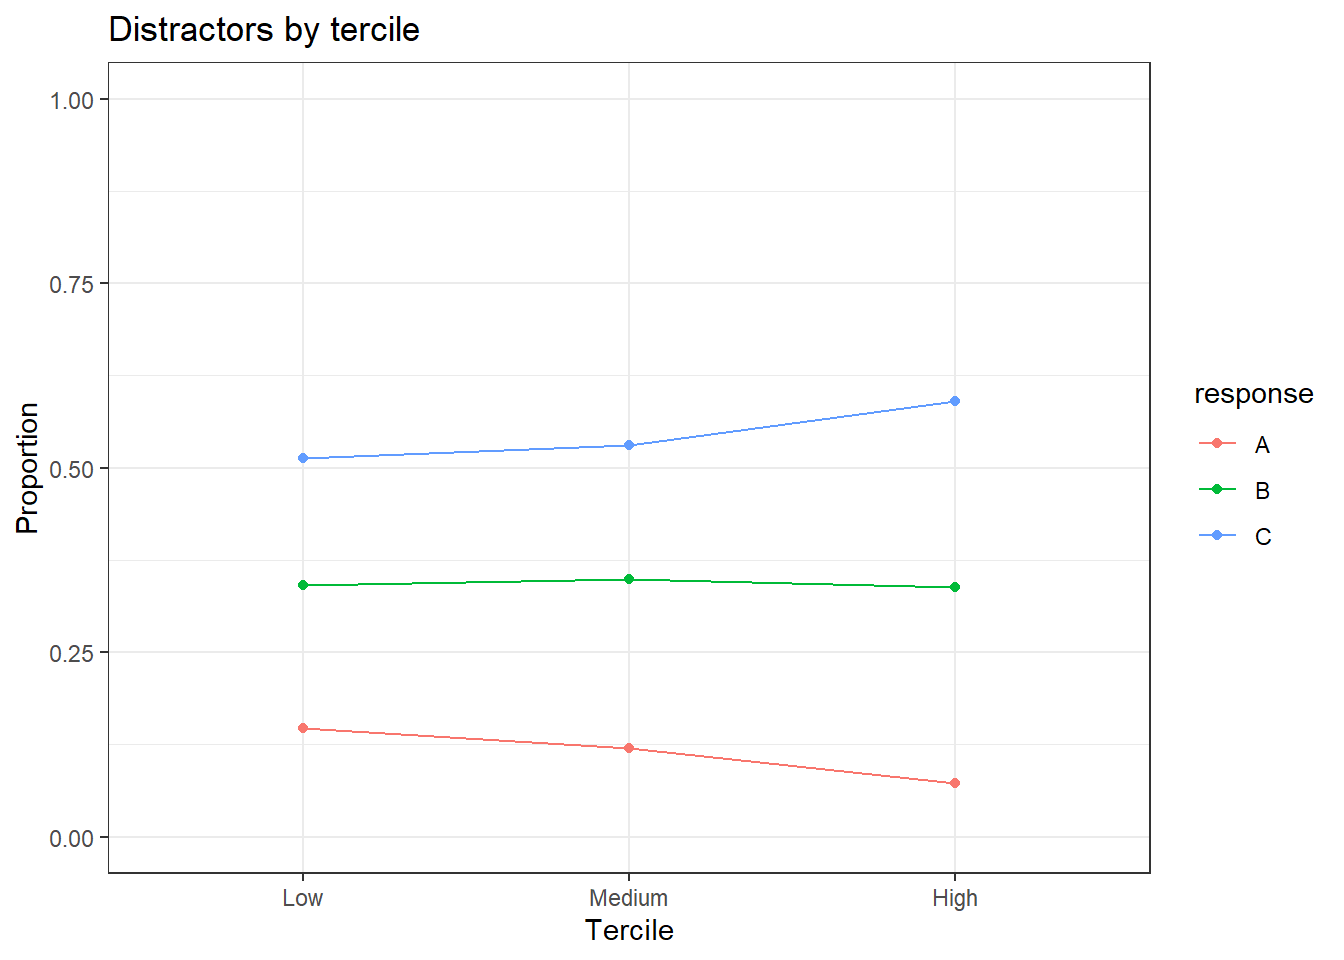 Distractors by tercile
1.00
0.75
0.50
0.25
0.00
Proportion
Low Medium High
Tercile
response
A
B
C